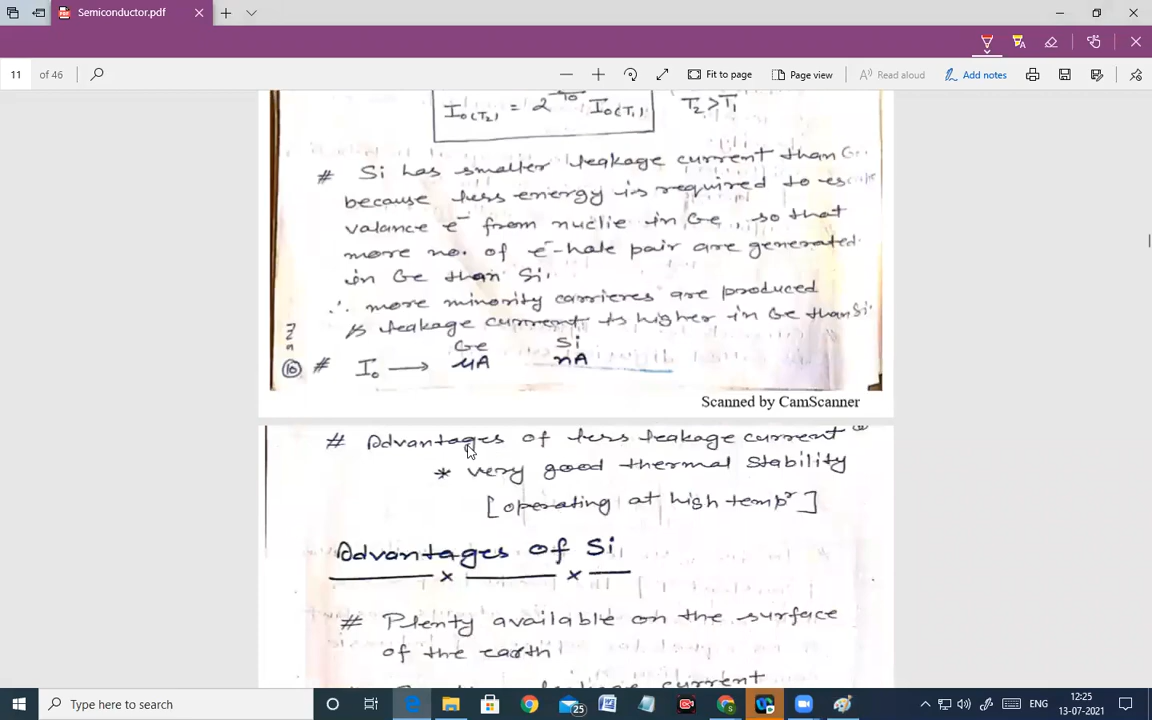 Semiconductor.pdf
11 of 46
Fit to page
Page view
Read aloud
Add notes
I₀(T₂) = 2 I₀(T₁) T₂>T₁
# Si has smaller leakage current than Ge.
because less energy is required to
valance e⁻ from nuclie in Ge, so that
more no. of e⁻-hole pair are generated
in Ge than Si.
∴ more minority carrieres are produced
leakage current is higher in Ge than Si
Ge Si
⑩ # I₀ → μA nA
Scanned by CamScanner
# Advantages of less leakage current
* very good thermal stability
[operating at high tempʳ]
Advantages of Si
# Plenty available on the surface
of the earth
leakage current
Type here to search
25
ENG
12:25
13-07-2021